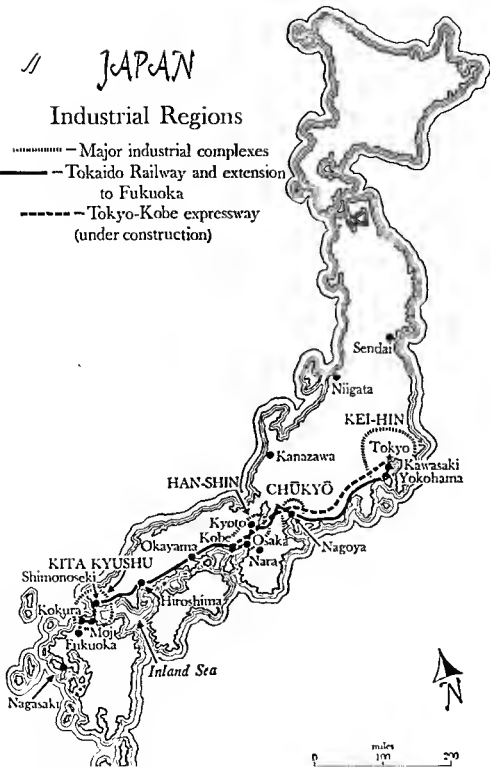 JAPAN
Industrial Regions
— Major industrial complexes
— Tokaido Railway and extension
to Fukuoka
— Tokyo-Kobe expressway
(under construction)
Sendai
Niigata
KEI-HIN
Kanazawa
Tokyo
Kawasaki
Yokohama
HAN-SHIN
CHŪKYŌ
Kyoto
Kobe
Osaka
Nara
Nagoya
Okayama
KITA KYUSHU
Shimonoseki
Hiroshima
Kokura
Moji
Fukuoka
Inland Sea
Nagasaki
N
miles
0 100 200